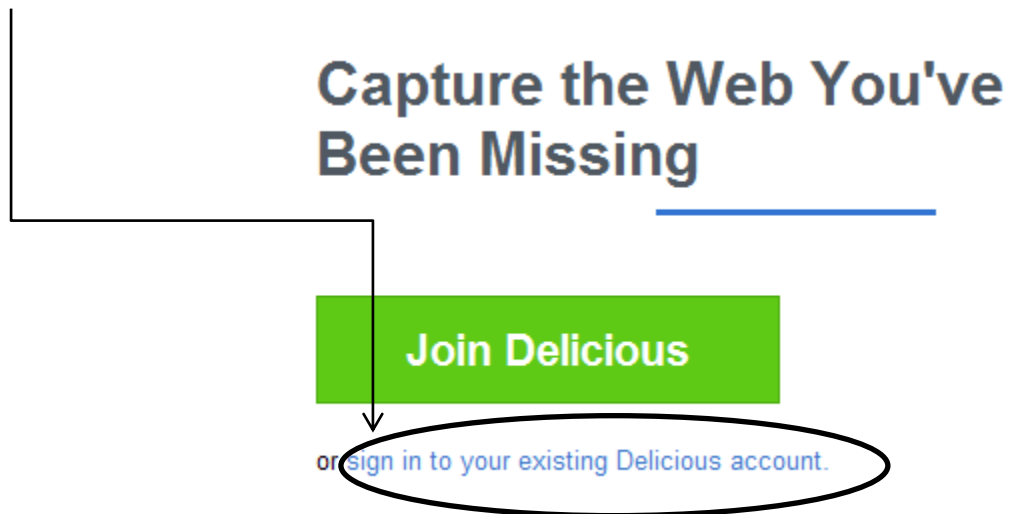 Capture the Web You've
Been Missing
Join Delicious
or sign in to your existing Delicious account.